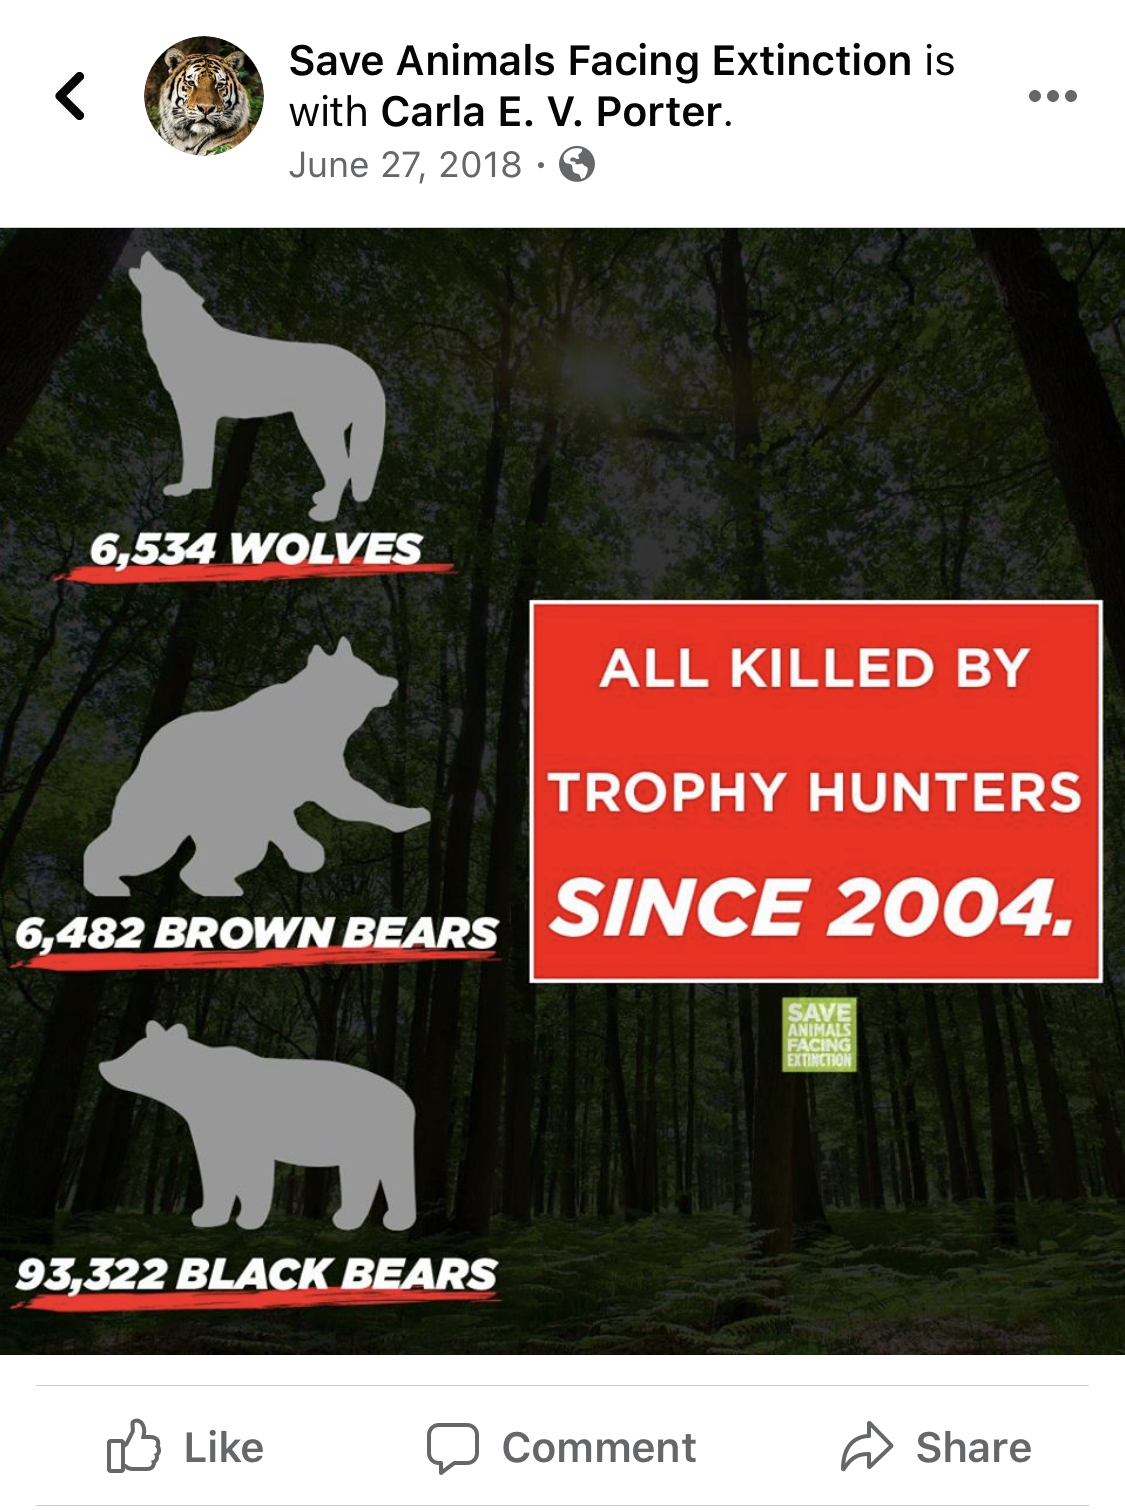 Save Animals Facing Extinction is
with Carla E. V. Porter.
June 27, 2018 ·
6,534 WOLVES
6,482 BROWN BEARS
93,322 BLACK BEARS
ALL KILLED BY
TROPHY HUNTERS
SINCE 2004.
SAVE
ANIMALS
FACING
EXTINCTION
Like
Comment
Share